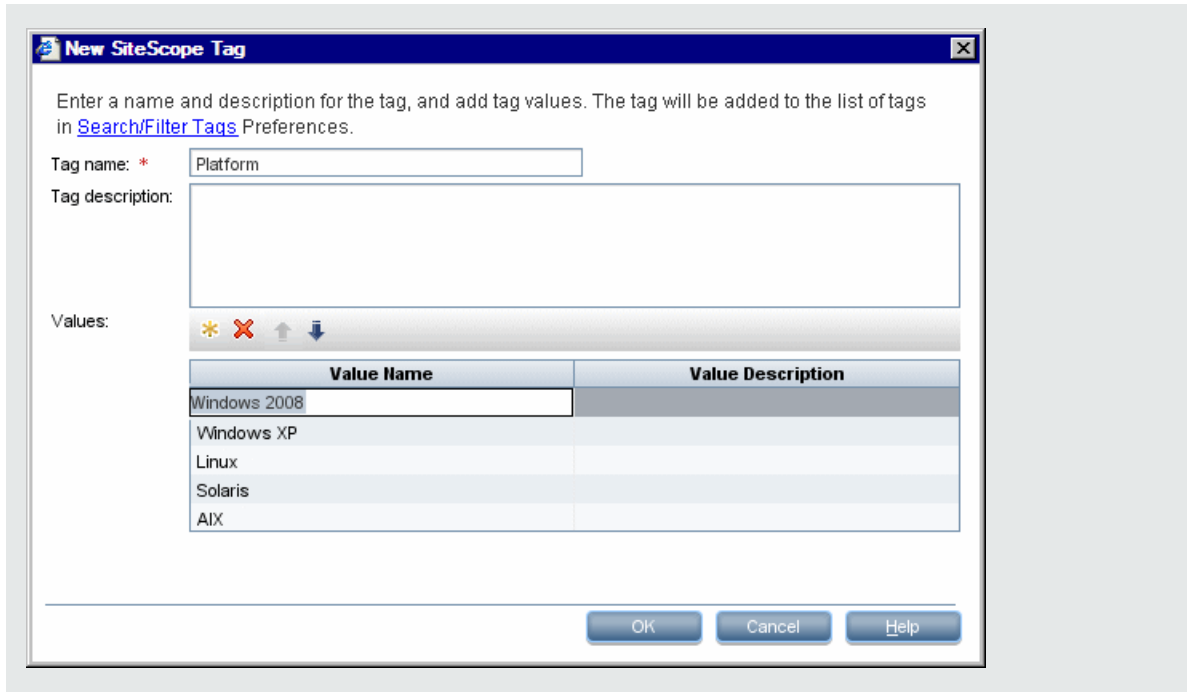 New SiteScope Tag
Enter a name and description for the tag, and add tag values. The tag will be added to the list of tags
in Search/Filter Tags Preferences.
Tag name: * Platform
Tag description:
Values:
Value Name Value Description
Windows 2008
Windows XP
Linux
Solaris
AIX
OK Cancel Help